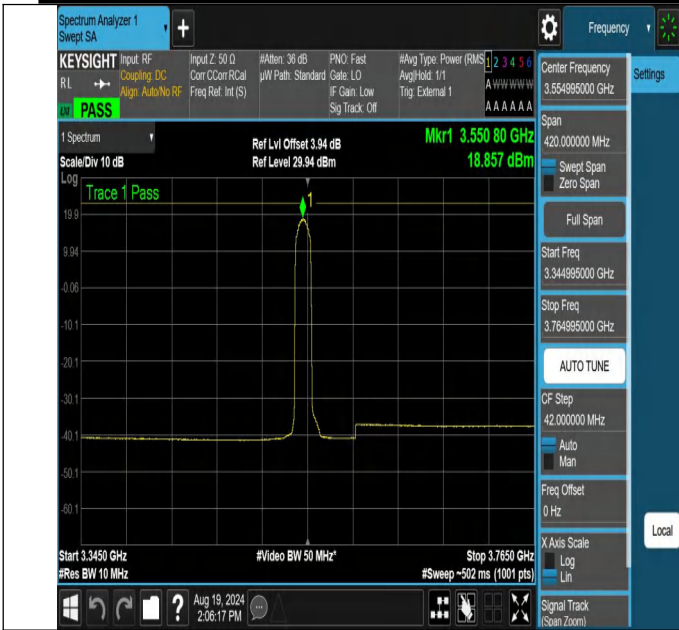 Spectrum Analyzer 1
Swept SA
Frequency
KEYSIGHT
RL
PASS
Input: RF
Coupling: DC
Align: Auto/No RF
Input Z: 50 Ω
Corr CCorr RCal
Freq Ref: Int (S)
#Atten: 36 dB
µW Path: Standard
PNO: Fast
Gate: LO
IF Gain: Low
Sig Track: Off
#Avg Type: Power (RMS
Avg|Hold: 1/1
Trig: External 1
1 2 3 4 5 6
A W W W W W
A A A A A A
1 Spectrum
Scale/Div 10 dB
Ref Lvl Offset 3.94 dB
Ref Level 29.94 dBm
Mkr1 3.550 80 GHz
18.857 dBm
Log
Trace 1 Pass
1
19.9
9.94
-0.06
-10.1
-20.1
-30.1
-40.1
-50.1
-60.1
Start 3.3450 GHz
#Res BW 10 MHz
#Video BW 50 MHz*
Stop 3.7650 GHz
#Sweep ~502 ms (1001 pts)
Aug 19, 2024
2:06:17 PM
Center Frequency
3.554995000 GHz
Span
420.000000 MHz
Swept Span
Zero Span
Full Span
Start Freq
3.344995000 GHz
Stop Freq
3.764995000 GHz
AUTO TUNE
CF Step
42.000000 MHz
Auto
Man
Freq Offset
0 Hz
X Axis Scale
Log
Lin
Signal Track
(Span Zoom)
Settings
Local